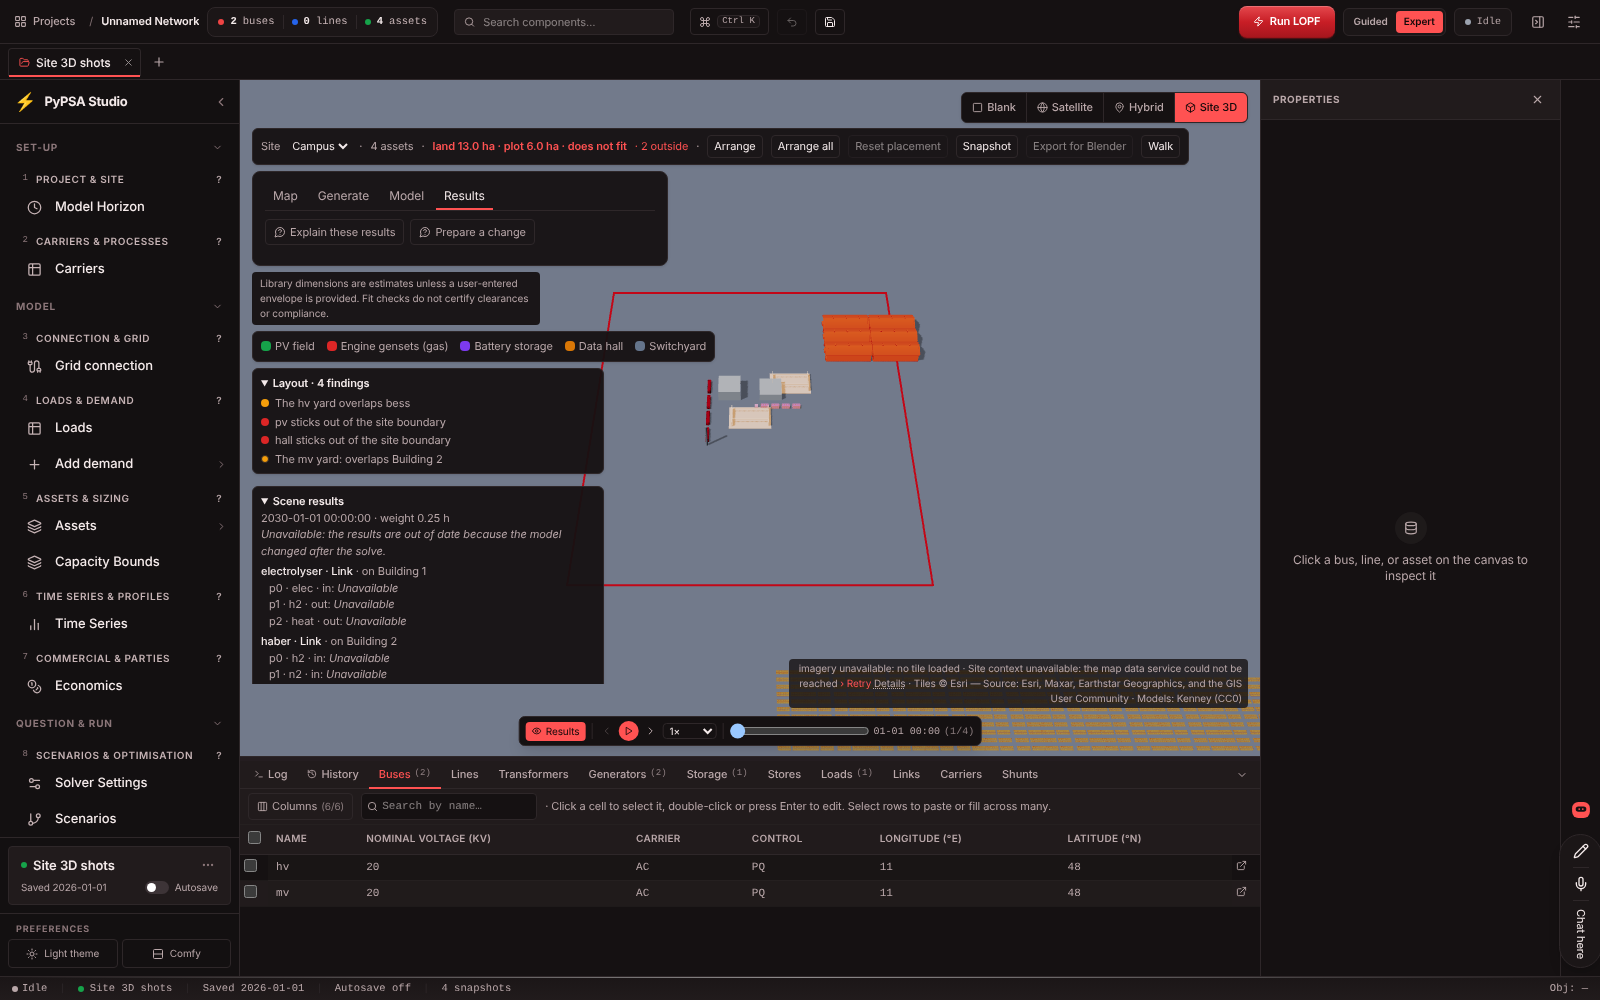 Projects / Unnamed Network
2 buses 0 lines 4 assets
Search components...
⌘ Ctrl K
Run LOPF
Guided Expert
Idle
Site 3D shots
PyPSA Studio
SET-UP
1 PROJECT & SITE ?
Model Horizon
2 CARRIERS & PROCESSES ?
Carriers
MODEL
3 CONNECTION & GRID ?
Grid connection
4 LOADS & DEMAND ?
Loads
Add demand
5 ASSETS & SIZING ?
Assets
Capacity Bounds
6 TIME SERIES & PROFILES ?
Time Series
7 COMMERCIAL & PARTIES ?
Economics
QUESTION & RUN
8 SCENARIOS & OPTIMISATION ?
Solver Settings
Scenarios
Site 3D shots ···
Saved 2026-01-01 Autosave
PREFERENCES
Light theme Comfy
Blank Satellite Hybrid Site 3D
Site Campus · 4 assets · land 13.0 ha · plot 6.0 ha · does not fit · 2 outside · Arrange Arrange all Reset placement Snapshot Export for Blender Walk
Map Generate Model Results
Explain these results Prepare a change
Library dimensions are estimates unless a user-entered
envelope is provided. Fit checks do not certify clearances
or compliance.
PV field Engine gensets (gas) Battery storage Data hall Switchyard
▼ Layout · 4 findings
The hv yard overlaps bess
pv sticks out of the site boundary
hall sticks out of the site boundary
The mv yard: overlaps Building 2
▼ Scene results
2030-01-01 00:00:00 · weight 0.25 h
Unavailable: the results are out of date because the model
changed after the solve.
electrolyser · Link · on Building 1
p0 · elec · in: Unavailable
p1 · h2 · out: Unavailable
p2 · heat · out: Unavailable
haber · Link · on Building 2
p0 · h2 · in: Unavailable
p1 · n2 · in: Unavailable
imagery unavailable: no tile loaded · Site context unavailable: the map data service could not be
reached › Retry Details · Tiles © Esri — Source: Esri, Maxar, Earthstar Geographics, and the GIS
User Community · Models: Kenney (CC0)
Results 1× 01-01 00:00 (1/4)
Log History Buses (2) Lines Transformers Generators (2) Storage (1) Stores Loads (1) Links Carriers Shunts
Columns (6/6) Search by name… · Click a cell to select it, double-click or press Enter to edit. Select rows to paste or fill across many.
NAME NOMINAL VOLTAGE (KV) CARRIER CONTROL LONGITUDE (°E) LATITUDE (°N)
hv 20 AC PQ 11 48
mv 20 AC PQ 11 48
PROPERTIES
Click a bus, line, or asset on the canvas to
inspect it
Chat here
Idle Site 3D shots Saved 2026-01-01 Autosave off 4 snapshots Obj: —